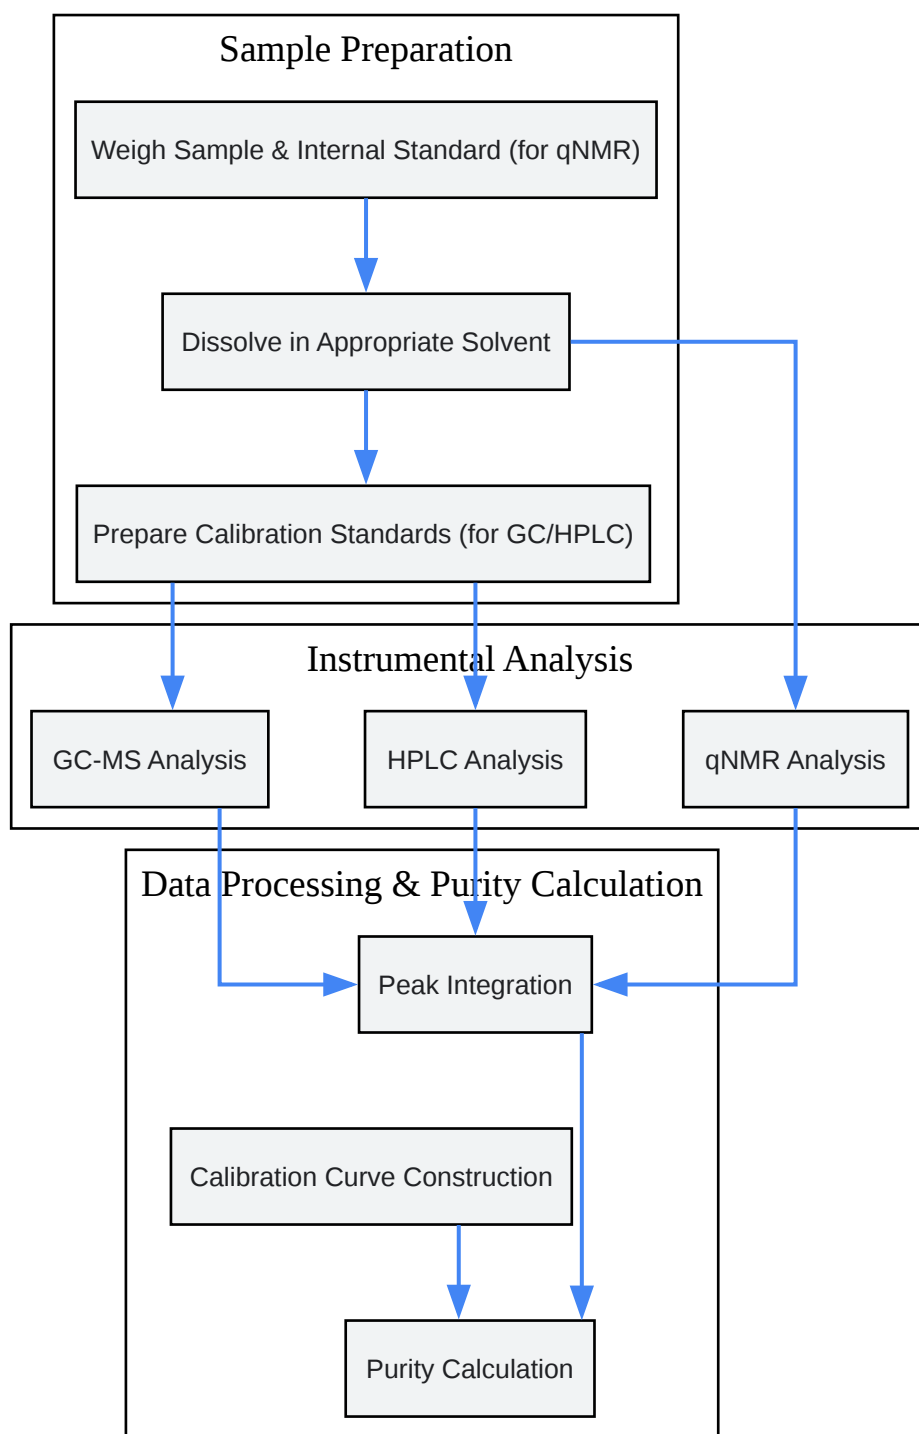 Sample Preparation
Weigh Sample & Internal Standard (for qNMR)
Dissolve in Appropriate Solvent
Prepare Calibration Standards (for GC/HPLC)
Instrumental Analysis
GC-MS Analysis
HPLC Analysis
qNMR Analysis
Data Processing & Purity Calculation
Peak Integration
Calibration Curve Construction
Purity Calculation